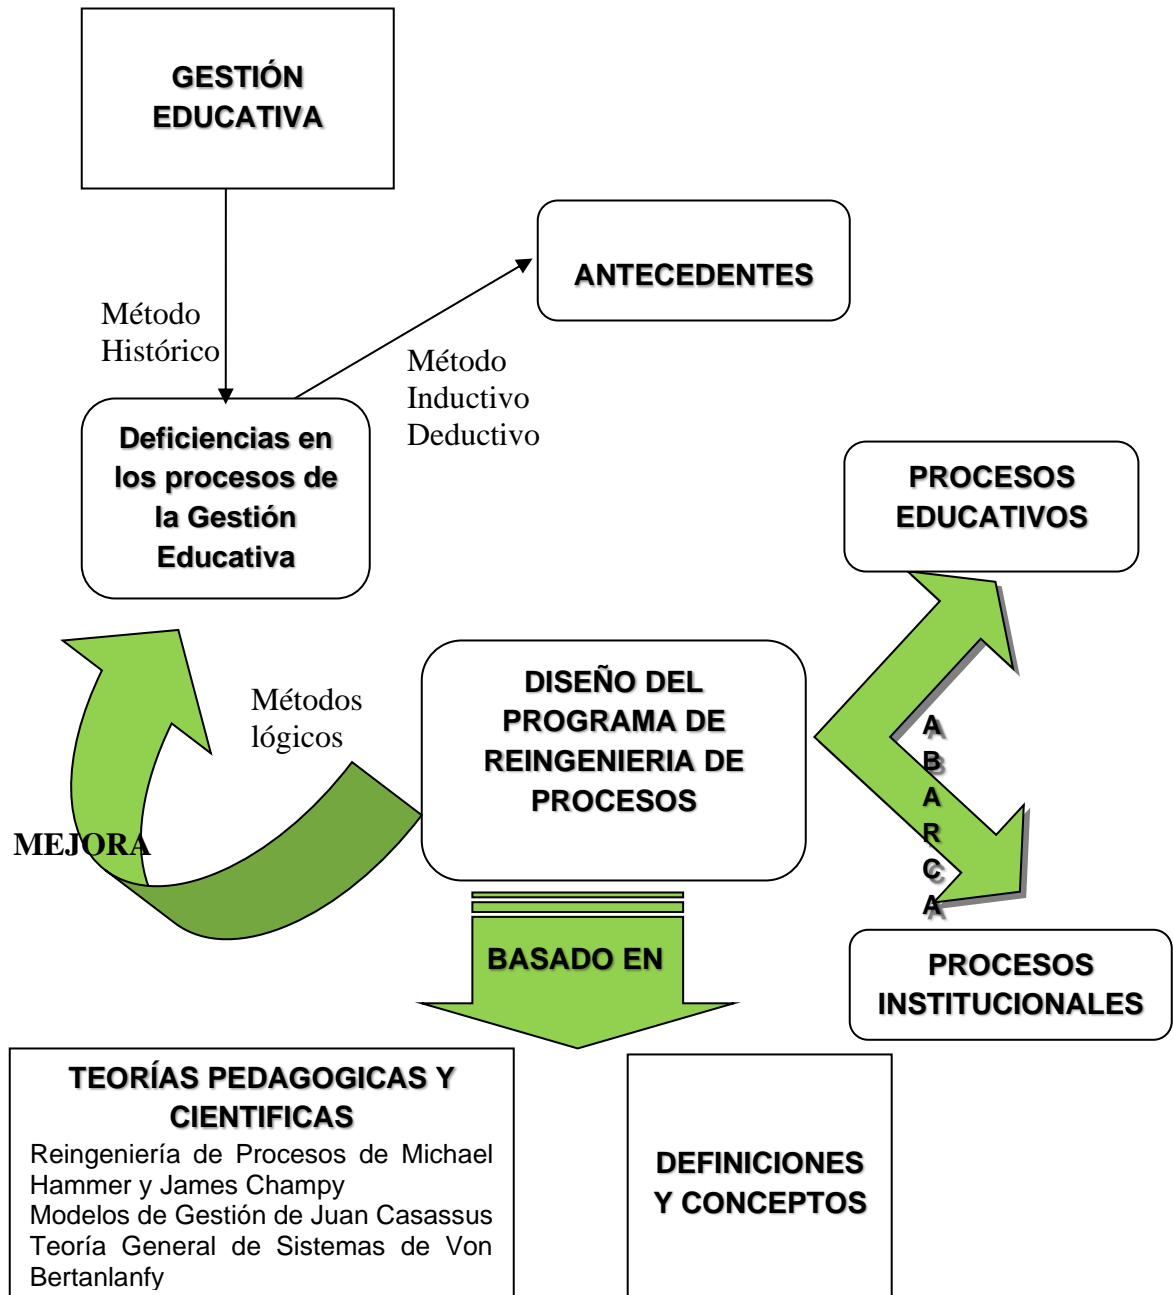 GESTIÓN
EDUCATIVA
ANTECEDENTES
Método
Histórico
Método
Inductivo
Deductivo
Deficiencias en
los procesos de
la Gestión
Educativa
PROCESOS
EDUCATIVOS
Métodos
lógicos
DISEÑO DEL
PROGRAMA DE
REINGENIERIA DE
PROCESOS
A
B
A
R
C
A
MEJORA
BASADO EN
PROCESOS
INSTITUCIONALES
TEORÍAS PEDAGOGICAS Y
CIENTIFICAS
Reingeniería de Procesos de Michael
Hammer y James Champy
Modelos de Gestión de Juan Casassus
Teoría General de Sistemas de Von
Bertanlanfy
DEFINICIONES
Y CONCEPTOS